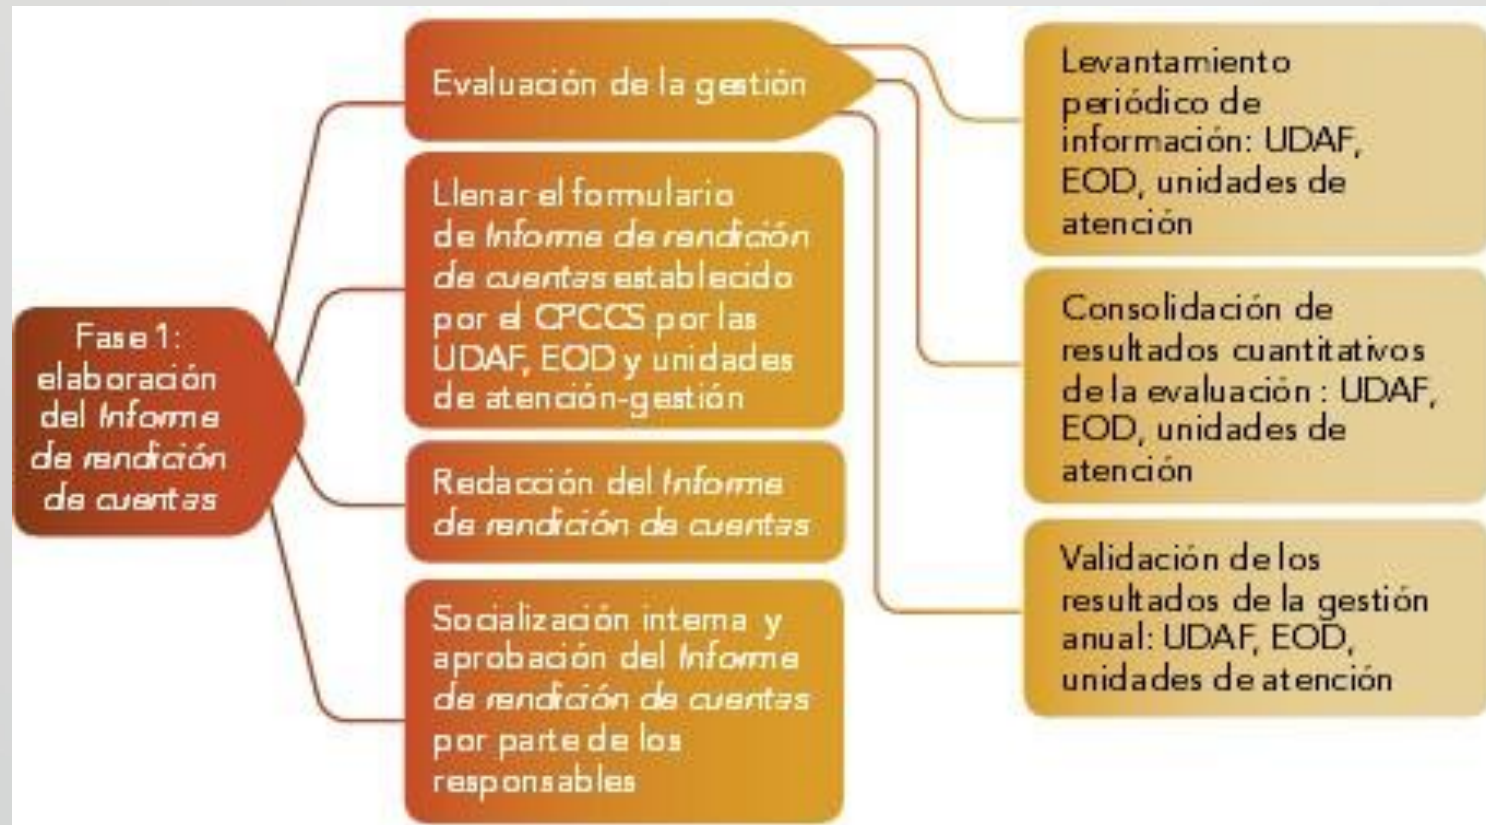 Fase 1:
elaboración
del Informe
de rendición
de cuentas
Evaluación de la gestión
Llenar el formulario
de Informe de rendición
de cuentas establecido
por el CPCCS por las
UDAF, EOD y unidades
de atención-gestión
Redacción del Informe
de rendición de cuentas
Socialización interna y
aprobación del Informe
de rendición de cuentas
por parte de los
responsables
Levantamiento
periódico de
información: UDAF,
EOD, unidades de
atención
Consolidación de
resultados cuantitativos
de la evaluación : UDAF,
EOD, unidades de
atención
Validación de los
resultados de la gestión
anual: UDAF, EOD,
unidades de atención